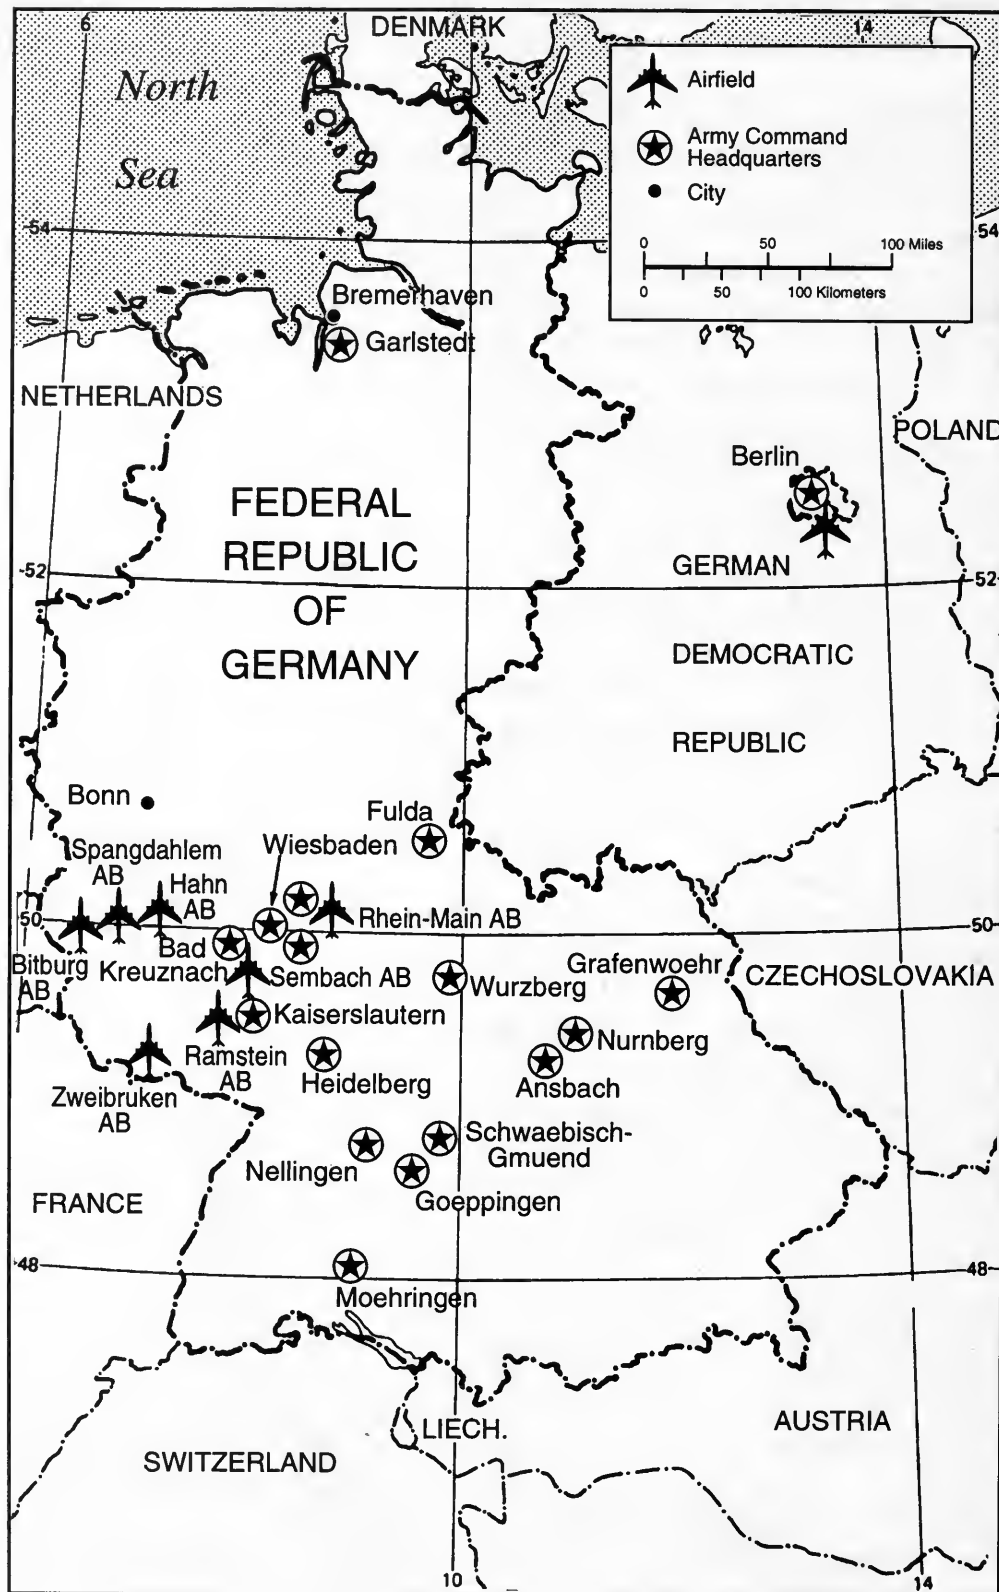 6
DENMARK
14
North
Sea
Airfield
Army Command
Headquarters
City
0 50 100 Miles
0 50 100 Kilometers
54
54
Bremerhaven
Garlstedt
NETHERLANDS
POLAND
Berlin
FEDERAL
REPUBLIC
OF
GERMANY
52
52
GERMAN
DEMOCRATIC
REPUBLIC
Bonn
Fulda
Wiesbaden
Spangdahlem
AB
Hahn
AB
Rhein-Main AB
50
50
Bitburg
AB
Bad
Kreuznach
Sembach AB
Wurzberg
Grafenwoehr
CZECHOSLOVAKIA
Kaiserslautern
Nurnberg
Ramstein
AB
Heidelberg
Ansbach
Zweibruken
AB
Schwaebisch-
Gmuend
Nellingen
Goeppingen
FRANCE
48
48
Moehringen
LIECH.
AUSTRIA
SWITZERLAND
10
14